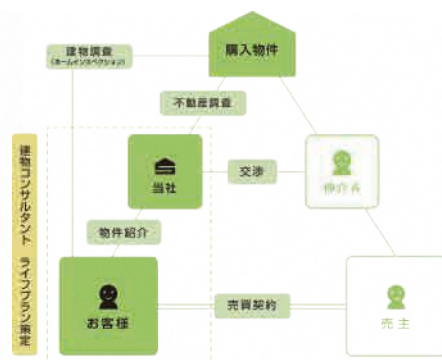 建物調査
（ホームインスペクション）
購入物件
不動産調査
当社
交渉
仲介者
物件紹介
建物コンサルタント ライフプラン策定
お客様
売買契約
売主